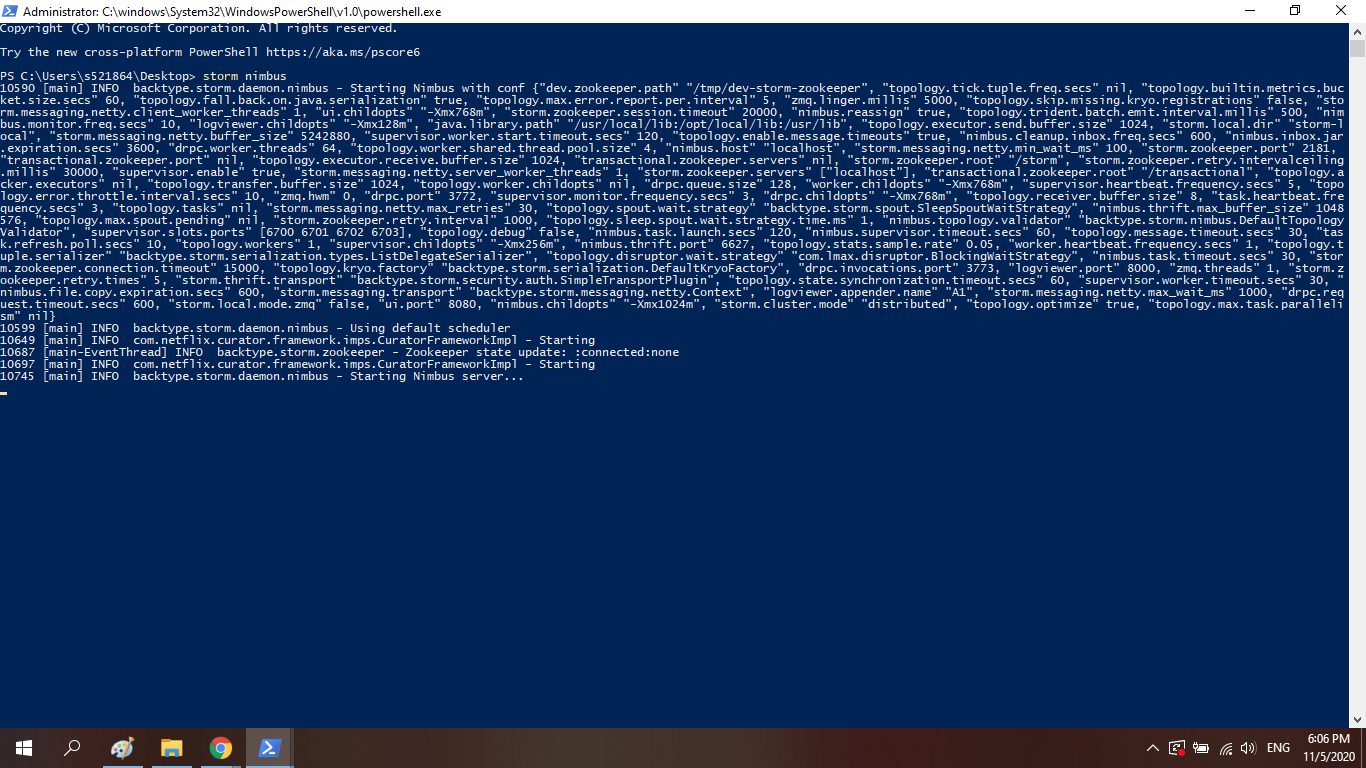 Administrator: C:\windows\System32\WindowsPowerShell\v1.0\powershell.exe
Copyright (C) Microsoft Corporation. All rights reserved.
Try the new cross-platform PowerShell https://aka.ms/pscore6
PS C:\Users\s521864\Desktop> storm nimbus
10590 [main] INFO  backtype.storm.daemon.nimbus - Starting Nimbus with conf {"dev.zookeeper.path" "/tmp/dev-storm-zookeeper", "topology.tick.tuple.freq.secs" nil, "topology.builtin.metrics.buc
ket.size.secs" 60, "topology.fall.back.on.java.serialization" true, "topology.max.error.report.per.interval" 5, "zmq.linger.millis" 5000, "topology.skip.missing.kryo.registrations" false, "sto
rm.messaging.netty.client_worker_threads" 1, "ui.childopts" "-Xmx768m", "storm.zookeeper.session.timeout" 20000, "nimbus.reassign" true, "topology.trident.batch.emit.interval.millis" 500, "nim
bus.monitor.freq.secs" 10, "logviewer.childopts" "-Xmx128m", "java.library.path" "/usr/local/lib:/opt/local/lib:/usr/lib", "topology.executor.send.buffer.size" 1024, "storm.local.dir" "storm-l
ocal", "storm.messaging.netty.buffer_size" 5242880, "supervisor.worker.start.timeout.secs" 120, "topology.enable.message.timeouts" true, "nimbus.cleanup.inbox.freq.secs" 600, "nimbus.inbox.jar
.expiration.secs" 3600, "drpc.worker.threads" 64, "topology.worker.shared.thread.pool.size" 4, "nimbus.host" "localhost", "storm.messaging.netty.min_wait_ms" 100, "storm.zookeeper.port" 2181,
"transactional.zookeeper.port" nil, "topology.executor.receive.buffer.size" 1024, "transactional.zookeeper.servers" nil, "storm.zookeeper.root" "/storm", "storm.zookeeper.retry.intervalceiling
.millis" 30000, "supervisor.enable" true, "storm.messaging.netty.server_worker_threads" 1, "storm.zookeeper.servers" ["localhost"], "transactional.zookeeper.root" "/transactional", "topology.a
cker.executors" nil, "topology.transfer.buffer.size" 1024, "topology.worker.childopts" nil, "drpc.queue.size" 128, "worker.childopts" "-Xmx768m", "supervisor.heartbeat.frequency.secs" 5, "topo
logy.error.throttle.interval.secs" 10, "zmq.hwm" 0, "drpc.port" 3772, "supervisor.monitor.frequency.secs" 3, "drpc.childopts" "-Xmx768m", "topology.receiver.buffer.size" 8, "task.heartbeat.fre
quency.secs" 3, "topology.tasks" nil, "storm.messaging.netty.max_retries" 30, "topology.spout.wait.strategy" "backtype.storm.spout.SleepSpoutWaitStrategy", "nimbus.thrift.max_buffer_size" 1048
576, "topology.max.spout.pending" nil, "storm.zookeeper.retry.interval" 1000, "topology.sleep.spout.wait.strategy.time.ms" 1, "nimbus.topology.validator" "backtype.storm.nimbus.DefaultTopology
Validator", "supervisor.slots.ports" [6700 6701 6702 6703], "topology.debug" false, "nimbus.task.launch.secs" 120, "nimbus.supervisor.timeout.secs" 60, "topology.message.timeout.secs" 30, "tas
k.refresh.poll.secs" 10, "topology.workers" 1, "supervisor.childopts" "-Xmx256m", "nimbus.thrift.port" 6627, "topology.stats.sample.rate" 0.05, "worker.heartbeat.frequency.secs" 1, "topology.t
uple.serializer" "backtype.storm.serialization.types.ListDelegateSerializer", "topology.disruptor.wait.strategy" "com.lmax.disruptor.BlockingWaitStrategy", "nimbus.task.timeout.secs" 30, "stor
m.zookeeper.connection.timeout" 15000, "topology.kryo.factory" "backtype.storm.serialization.DefaultKryoFactory", "drpc.invocations.port" 3773, "logviewer.port" 8000, "zmq.threads" 1, "storm.z
ookeeper.retry.times" 5, "storm.thrift.transport" "backtype.storm.security.auth.SimpleTransportPlugin", "topology.state.synchronization.timeout.secs" 60, "supervisor.worker.timeout.secs" 30, "
nimbus.file.copy.expiration.secs" 600, "storm.messaging.transport" "backtype.storm.messaging.netty.Context", "logviewer.appender.name" "A1", "storm.messaging.netty.max_wait_ms" 1000, "drpc.req
uest.timeout.secs" 600, "storm.local.mode.zmq" false, "ui.port" 8080, "nimbus.childopts" "-Xmx1024m", "storm.cluster.mode" "distributed", "topology.optimize" true, "topology.max.task.paralleli
sm" nil}
10599 [main] INFO  backtype.storm.daemon.nimbus - Using default scheduler
10649 [main] INFO  com.netflix.curator.framework.imps.CuratorFrameworkImpl - Starting
10687 [main-EventThread] INFO  backtype.storm.zookeeper - Zookeeper state update: :connected:none
10697 [main] INFO  com.netflix.curator.framework.imps.CuratorFrameworkImpl - Starting
10745 [main] INFO  backtype.storm.daemon.nimbus - Starting Nimbus server...
ENG
6:06 PM
11/5/2020